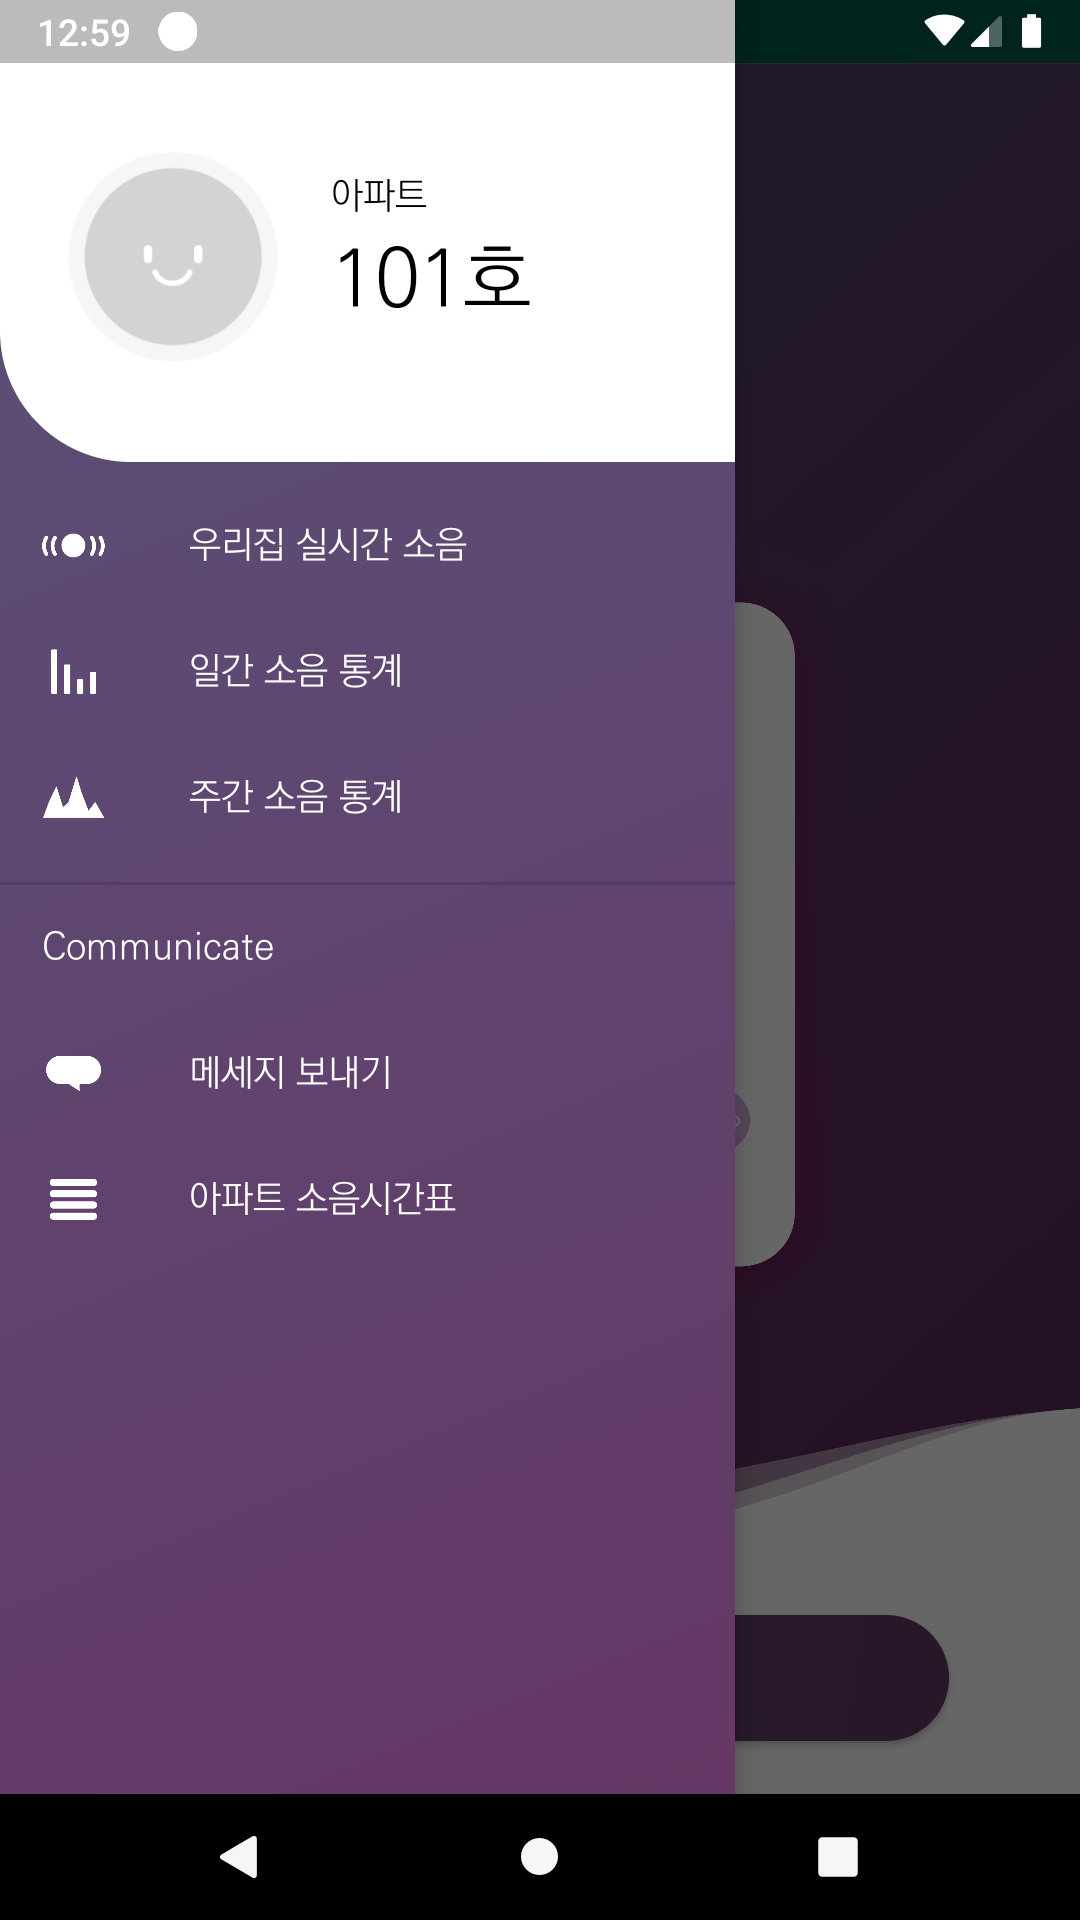 12:59
아파트
101호
우리집 실시간 소음
일간 소음 통계
주간 소음 통계
Communicate
메세지 보내기
아파트 소음시간표